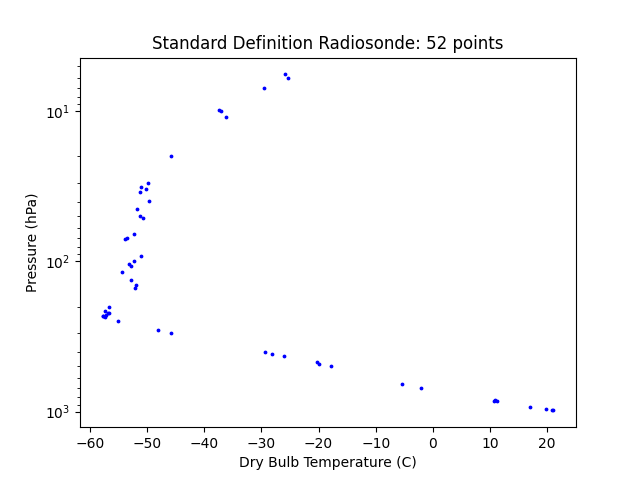 Standard Definition Radiosonde: 52 points
10¹
10²
10³
Pressure (hPa)
−60 −50 −40 −30 −20 −10 0 10 20
Dry Bulb Temperature (C)